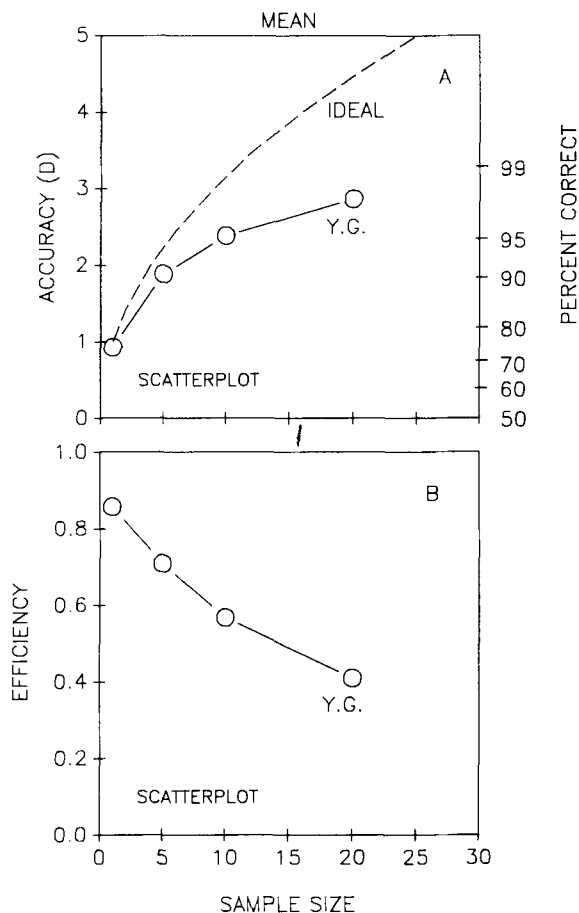 MEAN
5
A
4
IDEAL
99
3
Y.G.
95
2
90
80
1
70
SCATTERPLOT
60
0
50
ACCURACY (D)
PERCENT CORRECT
1.0
B
0.8
0.6
0.4
Y.G.
0.2
SCATTERPLOT
0.0
EFFICIENCY
0 5 10 15 20 25 30
SAMPLE SIZE